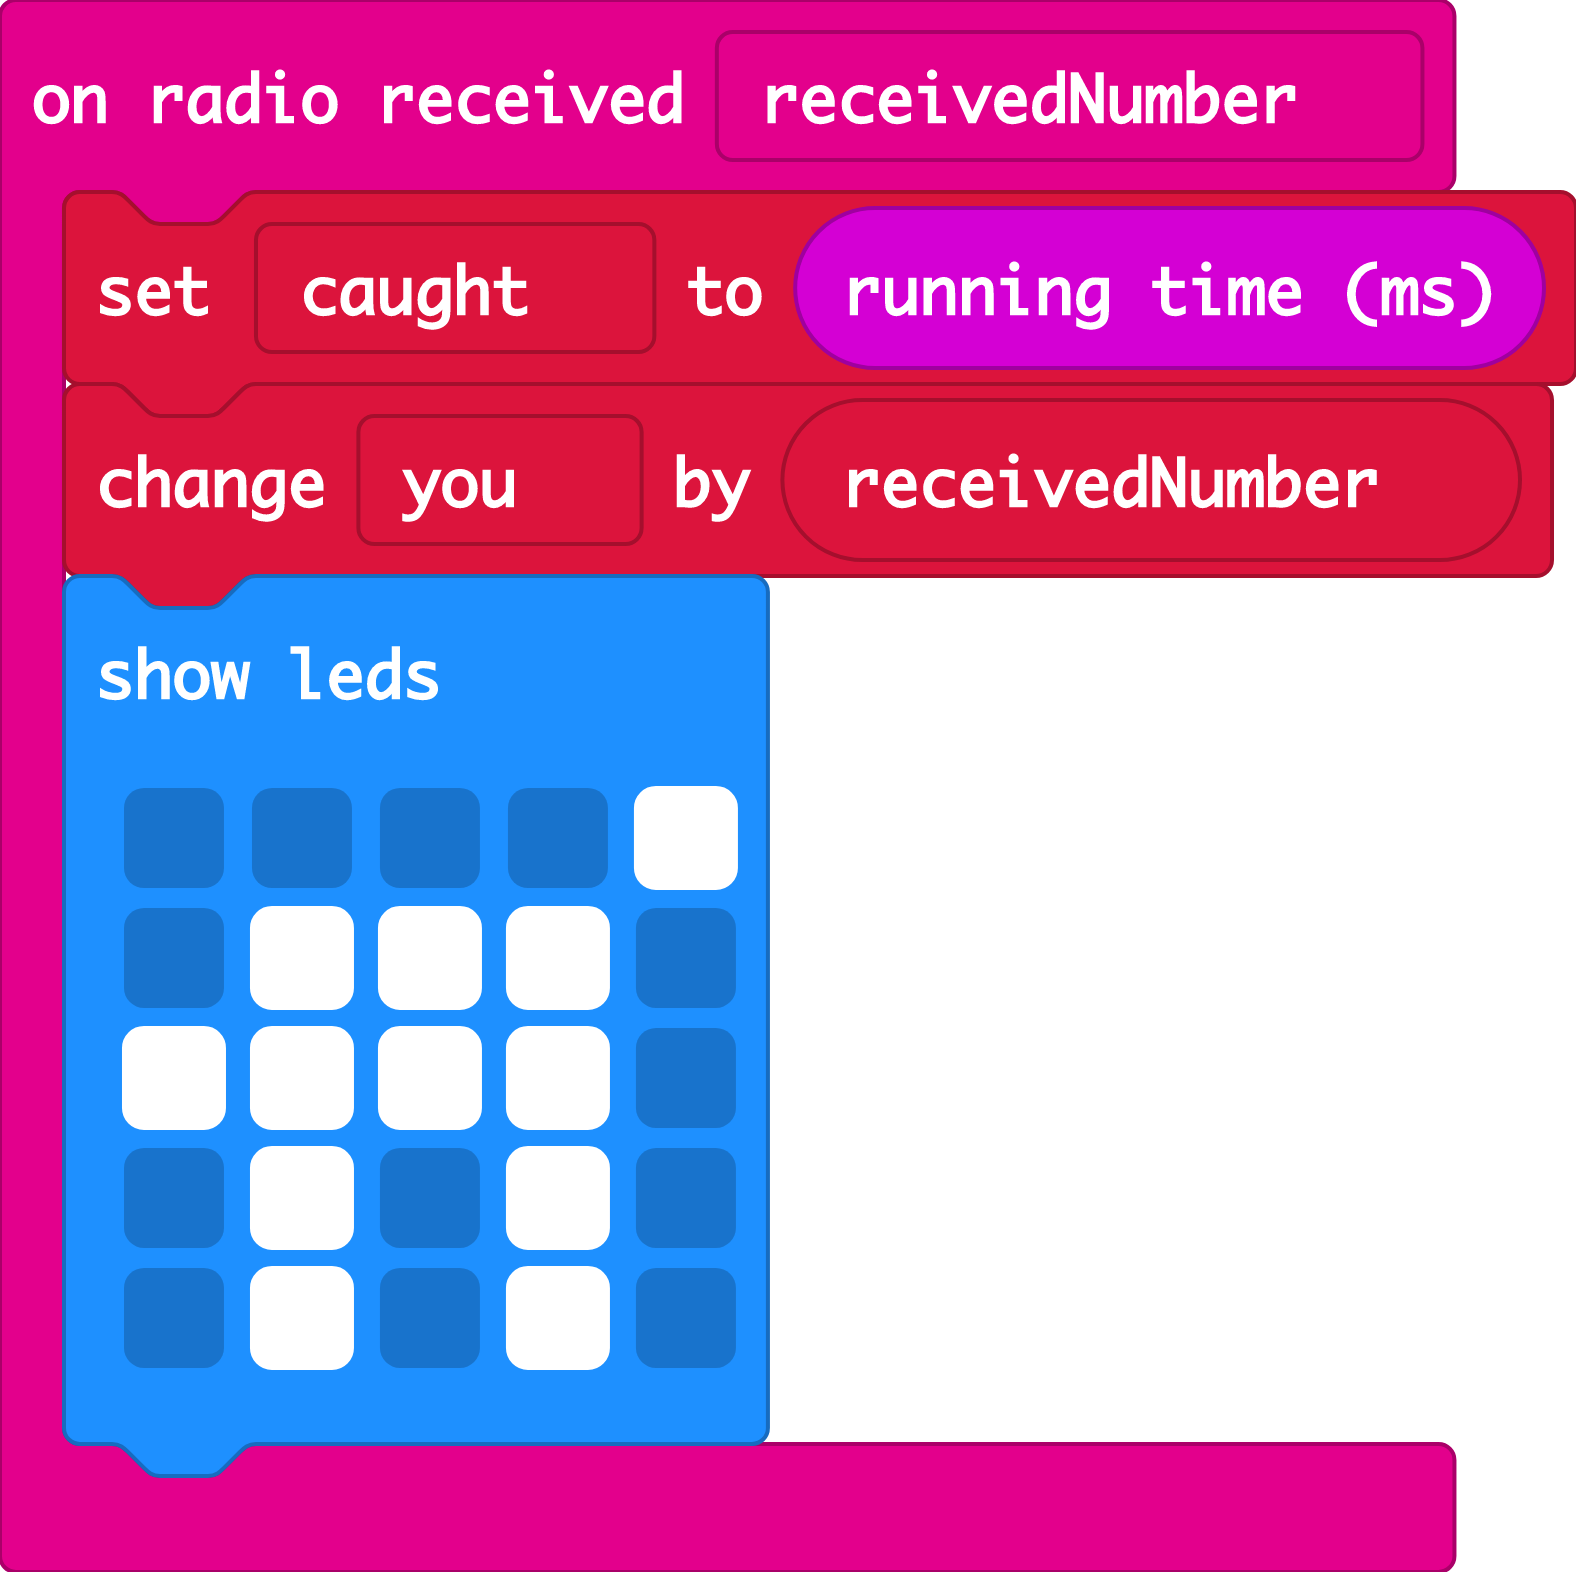 on radio received receivedNumber
set caught to running time (ms)
change you by receivedNumber
show leds